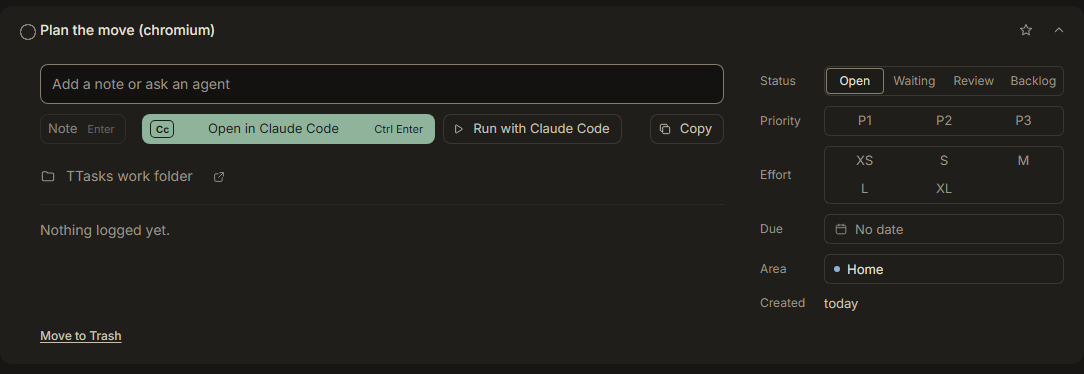 Plan the move (chromium)
Add a note or ask an agent
Note Enter
Cc Open in Claude Code Ctrl Enter
Run with Claude Code
Copy
TTasks work folder
Nothing logged yet.
Move to Trash
Status Open Waiting Review Backlog
Priority P1 P2 P3
Effort XS S M
L XL
Due No date
Area Home
Created today